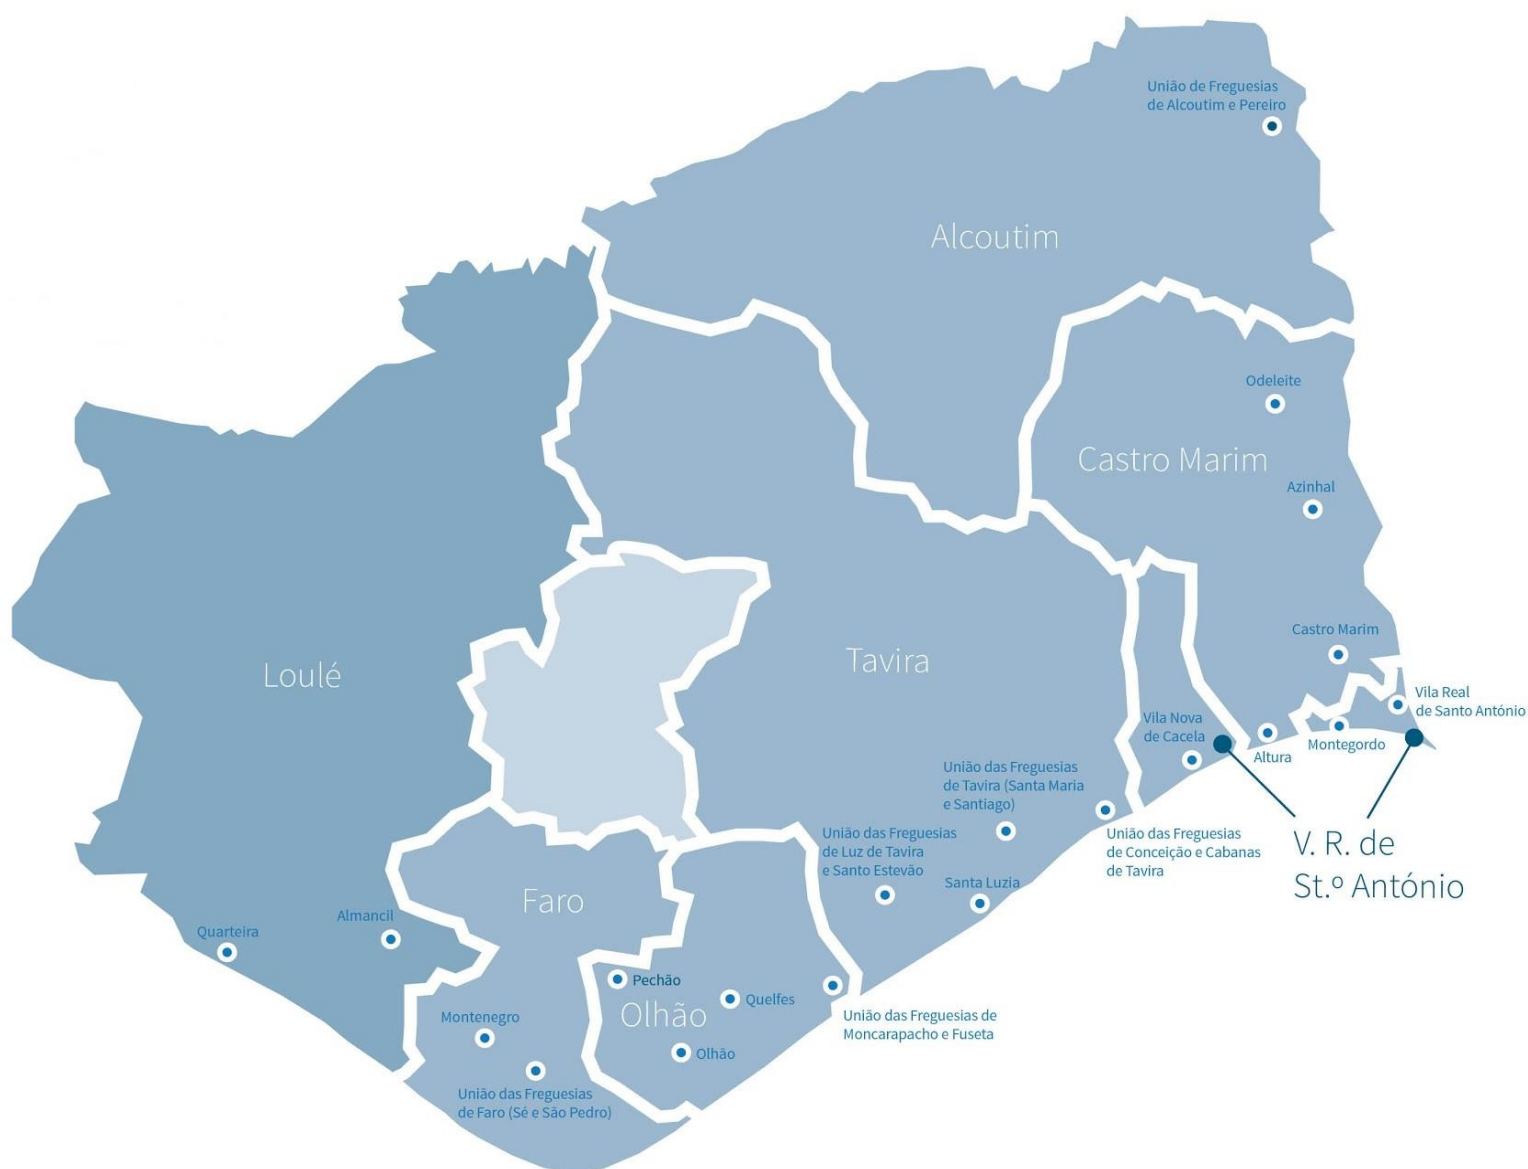 União de Freguesias
de Alcoutim e Pereiro
Alcoutim
Odeleite
Castro Marim
Azinhal
Castro Marim
Loulé
Tavira
Vila Real
de Santo António
Vila Nova
de Cacela
Altura
Montegordo
União das Freguesias
de Tavira (Santa Maria
e Santiago)
União das Freguesias
de Luz de Tavira
e Santo Estevão
União das Freguesias
de Conceição e Cabanas
de Tavira
V. R. de
St.º António
Santa Luzia
Faro
Almancil
Quarteira
Pechão
Quelfes
Olhão
Montenegro
União das Freguesias de
Moncarapacho e Fuseta
Olhão
União das Freguesias
de Faro (Sé e São Pedro)